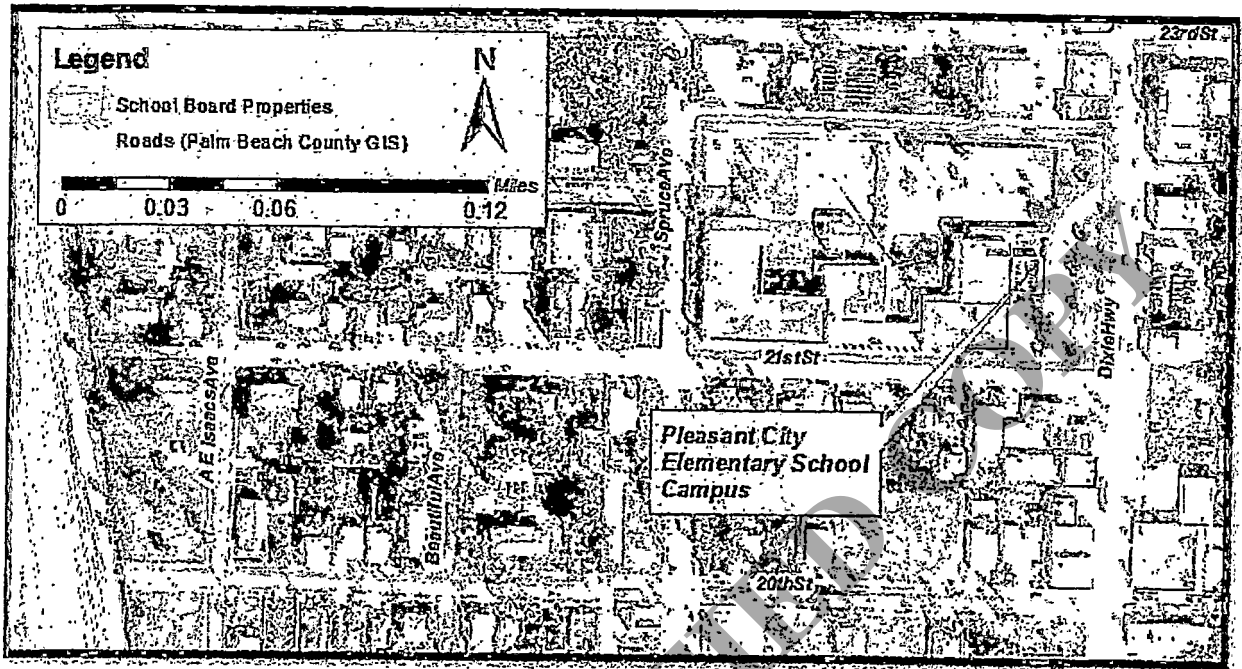 Legend
N
School Board Properties
Roads (Palm Beach County GIS)
Miles
0 0.03 0.06 0.12
23rd St
Spruce Ave
Dixie Hwy
21st St
A E Isaacs Ave
Beautiful Ave
Pleasant City
Elementary School
Campus
20th St
COPY